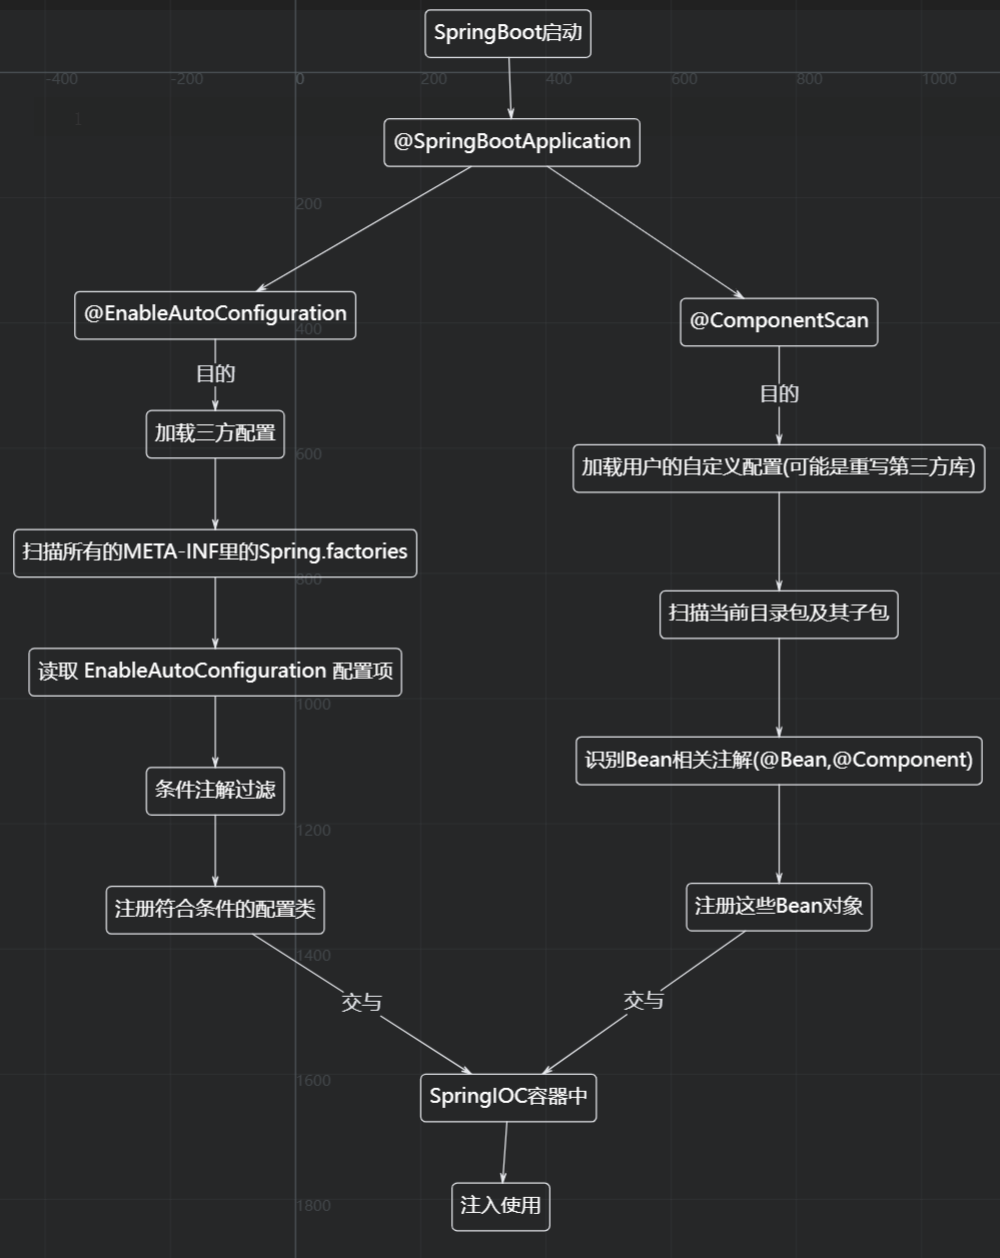 SpringBoot启动
-400
-200
0
200
400
600
800
1000
@SpringBootApplication
200
@EnableAutoConfiguration
@ComponentScan
400
目的
目的
加载三方配置
600
加载用户的自定义配置(可能是重写第三方库)
扫描所有的META-INF里的Spring.factories
800
扫描当前目录包及其子包
读取 EnableAutoConfiguration 配置项
1000
识别Bean相关注解(@Bean,@Component)
条件注解过滤
1200
注册符合条件的配置类
注册这些Bean对象
1400
交与
交与
1600
SpringIOC容器中
1800
注入使用